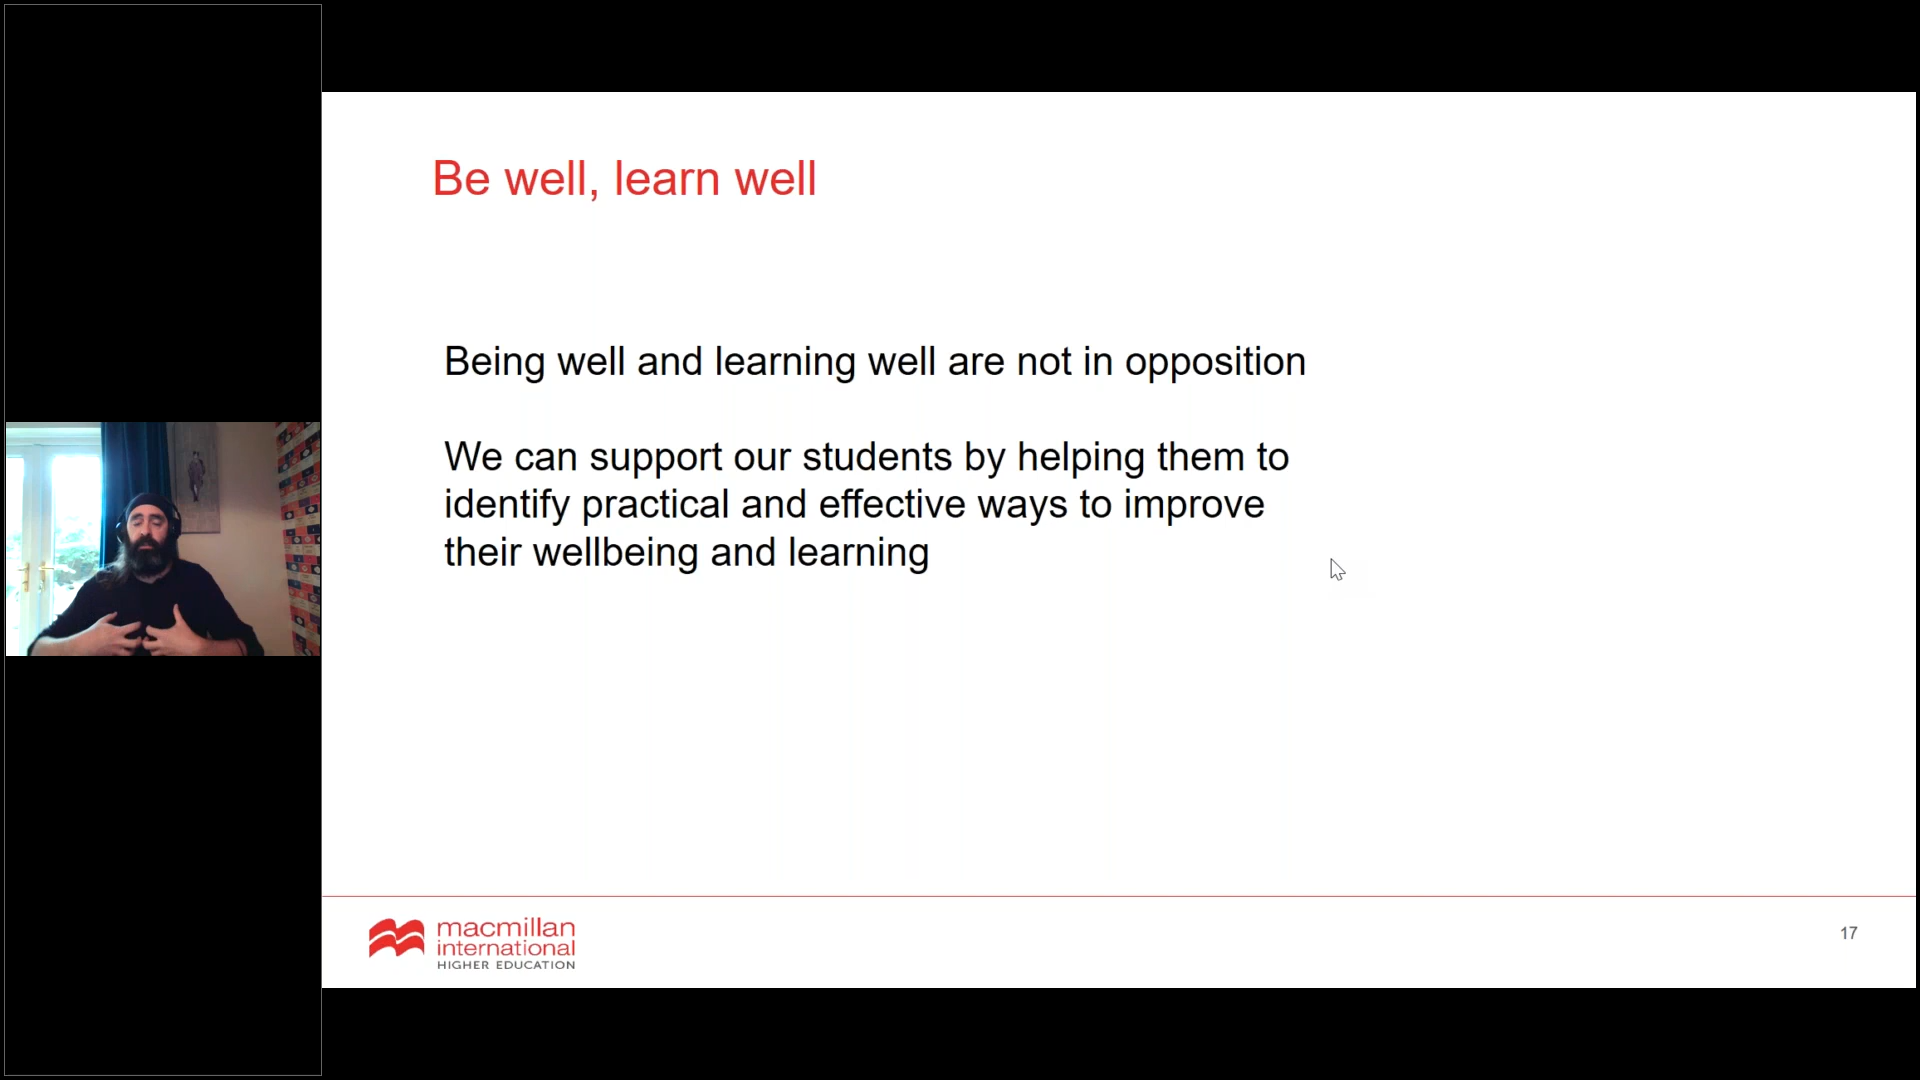 Be well, learn well
Being well and learning well are not in opposition
We can support our students by helping them to
identify practical and effective ways to improve
their wellbeing and learning
macmillan
international
HIGHER EDUCATION
17